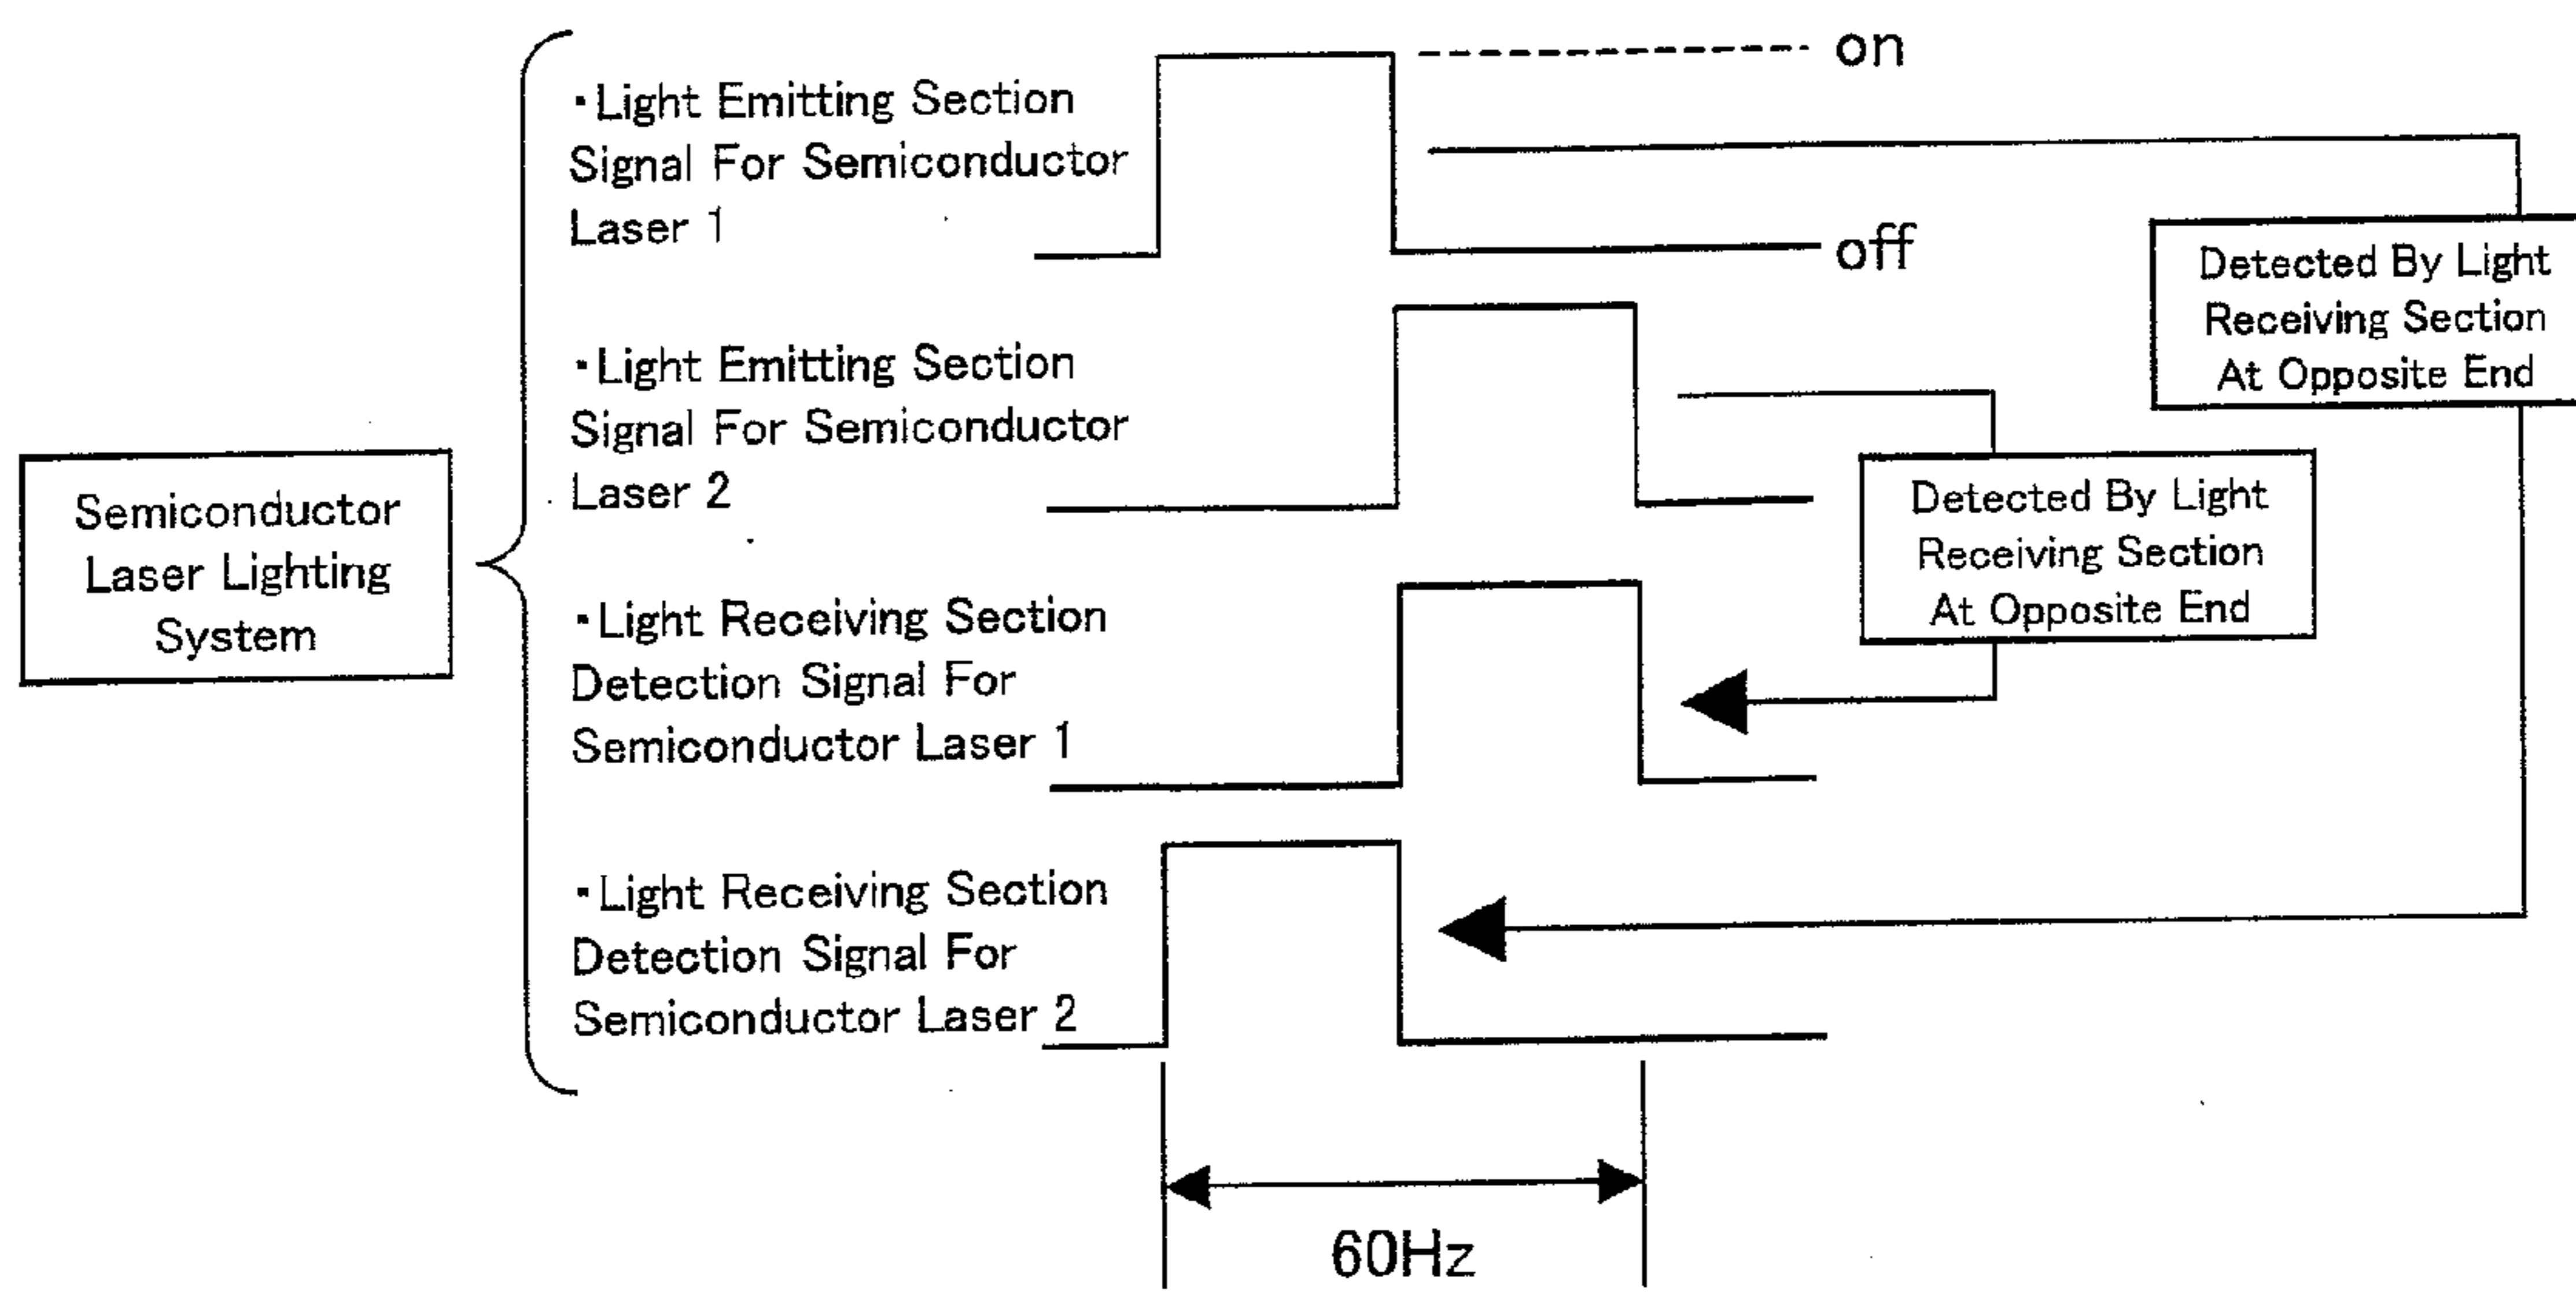 Semiconductor
Laser Lighting
System
・Light Emitting Section
Signal For Semiconductor
Laser 1
on
off
Detected By Light
Receiving Section
At Opposite End
・Light Emitting Section
Signal For Semiconductor
Laser 2
Detected By Light
Receiving Section
At Opposite End
・Light Receiving Section
Detection Signal For
Semiconductor Laser 1
・Light Receiving Section
Detection Signal For
Semiconductor Laser 2
60Hz